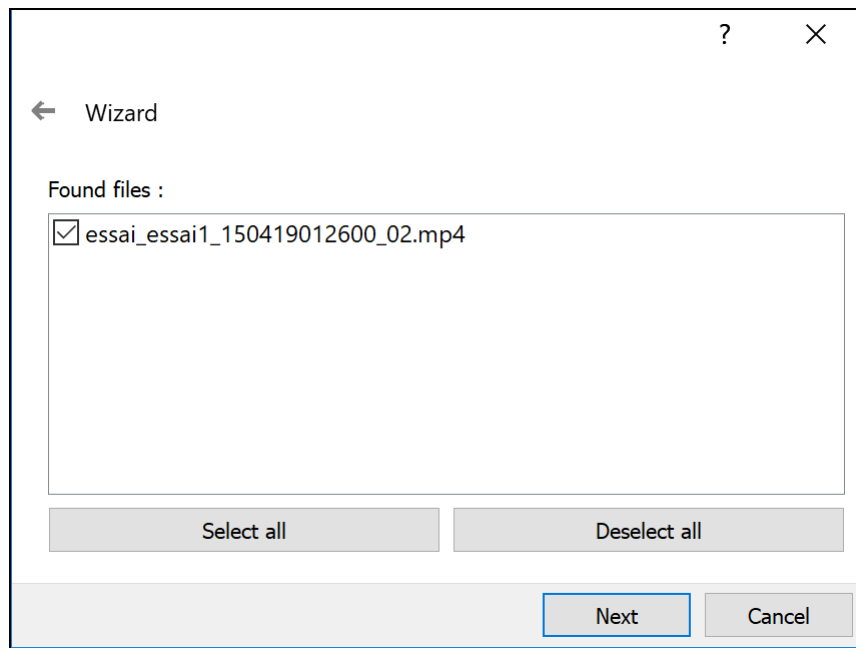 ?
Wizard
Found files :
essai_essai1_150419012600_02.mp4
Select all
Deselect all
Next
Cancel